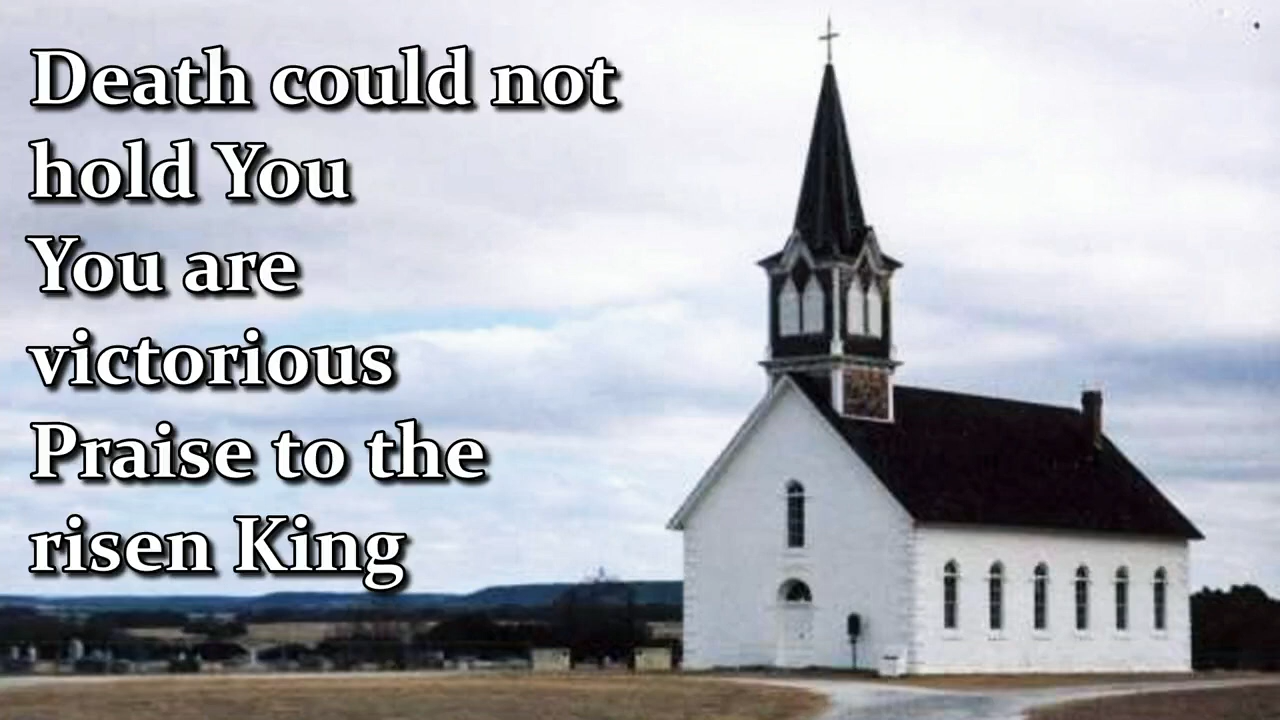 Death could not
hold You
You are
victorious
Praise to the
risen King